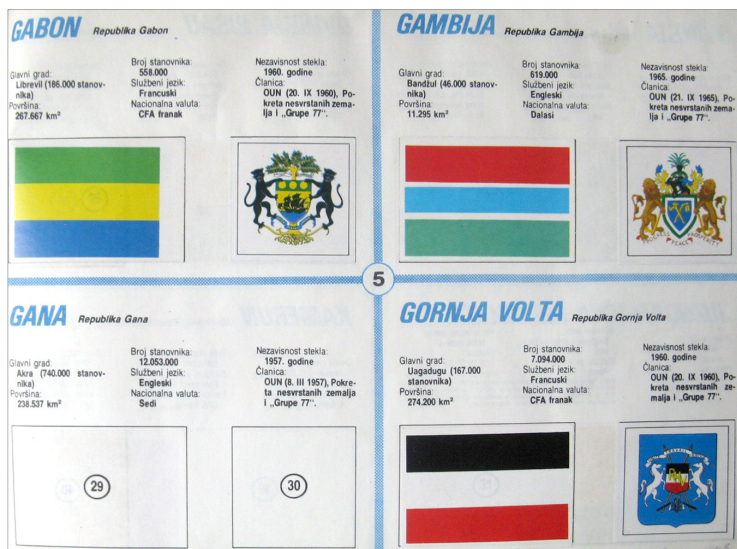 GABON Republika Gabon
Glavni grad:
Librevil (186.000 stanov-
nika)
Površina:
267.667 km²
Broj stanovnika:
558.000
Službeni jezik:
Francuski
Nacionalna valuta:
CFA franak
Nezavisnost stekla:
1960. godine
Članica:
OUN (20. IX 1960), Po-
kreta nesvrstanih zema-
lja i „Grupe 77".
GAMBIJA Republika Gambija
Glavni grad:
Bandžul (46.000 stanov-
nika)
Površina:
11.295 km²
Broj stanovnika:
619.000
Službeni jezik:
Engleski
Nacionalna valuta:
Dalasi
Nezavisnost stekla:
1965. godine
Članica:
OUN (21. IX 1965), Po-
kreta nesvrstanih zema-
lja i „Grupe 77".
PROGRESS PEACE PROSPERITY
5
GANA Republika Gana
Glavni grad:
Akra (740.000 stanov-
nika)
Površina:
238.537 km²
Broj stanovnika:
12.053.000
Službeni jezik:
Engleski
Nacionalna valuta:
Sedi
Nezavisnost stekla:
1957. godine
Članica:
OUN (8. III 1957), Pokre-
ta nesvrstanih zemalja
i „Grupe 77".
29
30
GORNJA VOLTA Republika Gornja Volta
Glavni grad:
Uagadugu (167.000
stanovnika)
Površina:
274.200 km²
Broj stanovnika:
7.094.000
Službeni jezik:
Francuski
Nacionalna valuta:
CFA franak
Nezavisnost stekla:
1960. godine
Članica:
OUN (20. IX 1960), Po-
kreta nesvrstanih ze-
malja i „Grupe 77".